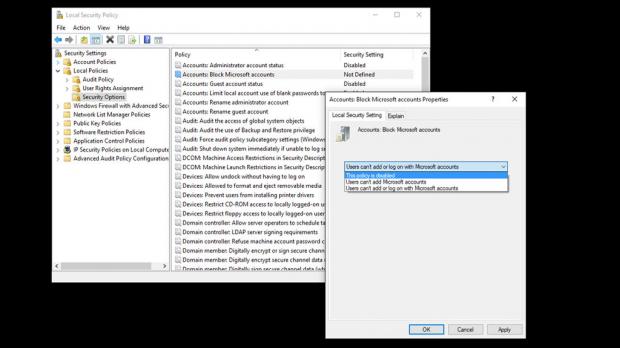 Local Security Policy
File Action View Help
Security Settings
Account Policies
Local Policies
Audit Policy
User Rights Assignment
Security Options
Windows Firewall with Advanced Secu
Network List Manager Policies
Public Key Policies
Software Restriction Policies
Application Control Policies
IP Security Policies on Local Compute
Advanced Audit Policy Configuration
Policy Security Setting
Accounts: Administrator account status Disabled
Accounts: Block Microsoft accounts Not Defined
Accounts: Guest account status Disabled
Accounts: Limit local account use of blank passwords to
Accounts: Rename administrator account
Accounts: Rename guest account
Audit: Audit the access of global system objects
Audit: Audit the use of Backup and Restore privilege
Audit: Force audit policy subcategory settings (Window
Audit: Shut down system immediately if unable to log s
DCOM: Machine Access Restrictions in Security Descript
DCOM: Machine Launch Restrictions in Security Descrip
Devices: Allow undock without having to log on
Devices: Allowed to format and eject removable media
Devices: Prevent users from installing printer drivers
Devices: Restrict CD-ROM access to locally logged-on u
Devices: Restrict floppy access to locally logged-on user
Domain controller: Allow server operators to schedule ta
Domain controller: LDAP server signing requirements
Domain controller: Refuse machine account password c
Domain member: Digitally encrypt or sign secure channe
Domain member: Digitally encrypt secure channel data
Domain member: Digitally sign secure channel data (wh
Accounts: Block Microsoft accounts Properties
Local Security Setting Explain
Accounts: Block Microsoft accounts
Users can't add or log on with Microsoft accounts
This policy is disabled
Users can't add Microsoft accounts
Users can't add or log on with Microsoft accounts
OK Cancel Apply